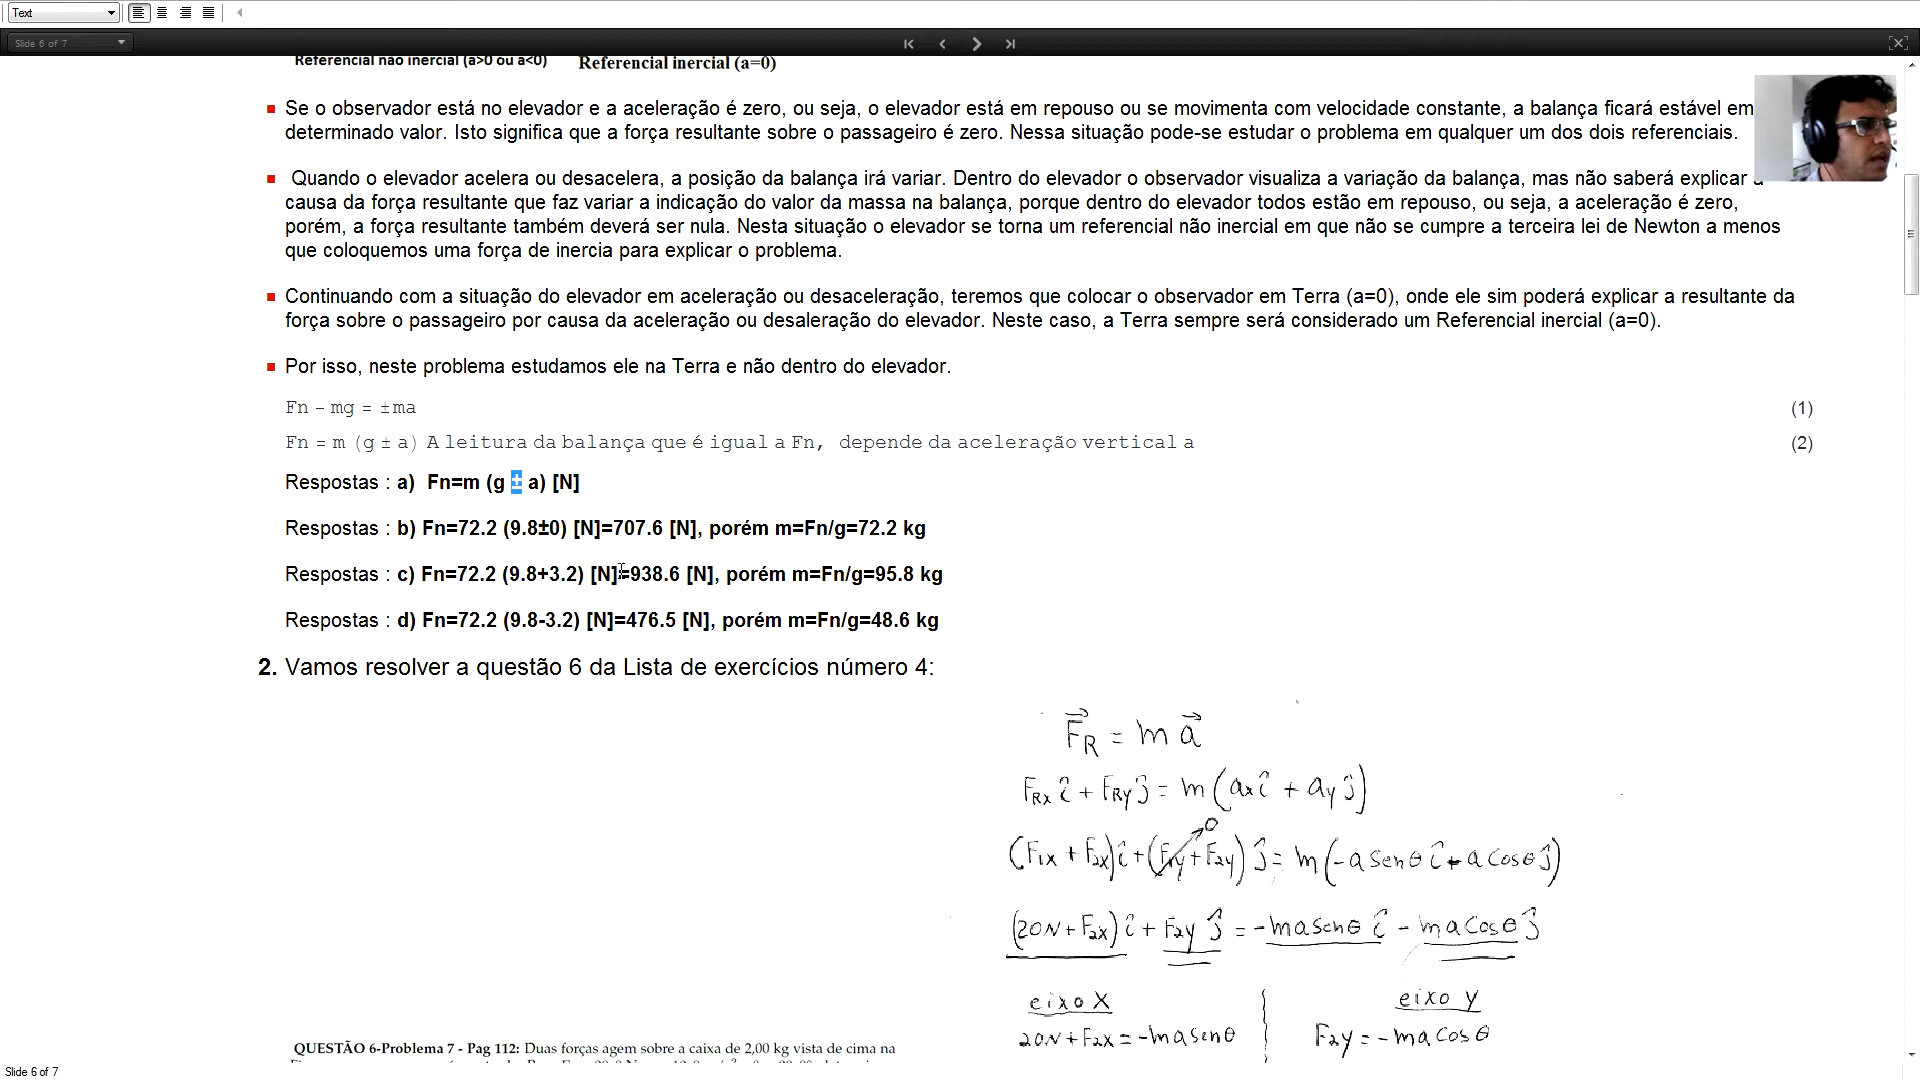 Text
Slide 6 of 7
Referencial não inercial (a>0 ou a<0) Referencial inercial (a=0)
Se o observador está no elevador e a aceleração é zero, ou seja, o elevador está em repouso ou se movimenta com velocidade constante, a balança ficará estável em
determinado valor. Isto significa que a força resultante sobre o passageiro é zero. Nessa situação pode-se estudar o problema em qualquer um dos dois referenciais.
Quando o elevador acelera ou desacelera, a posição da balança irá variar. Dentro do elevador o observador visualiza a variação da balança, mas não saberá explicar a
causa da força resultante que faz variar a indicação do valor da massa na balança, porque dentro do elevador todos estão em repouso, ou seja, a aceleração é zero,
porém, a força resultante também deverá ser nula. Nesta situação o elevador se torna um referencial não inercial em que não se cumpre a terceira lei de Newton a menos
que coloquemos uma força de inercia para explicar o problema.
Continuando com a situação do elevador em aceleração ou desaceleração, teremos que colocar o observador em Terra (a=0), onde ele sim poderá explicar a resultante da
força sobre o passageiro por causa da aceleração ou desaleração do elevador. Neste caso, a Terra sempre será considerado um Referencial inercial (a=0).
Por isso, neste problema estudamos ele na Terra e não dentro do elevador.
Fn - mg = ±ma (1)
Fn = m (g ± a) A leitura da balança que é igual a Fn, depende da aceleração vertical a (2)
Respostas : a) Fn=m (g ± a) [N]
Respostas : b) Fn=72.2 (9.8±0) [N]=707.6 [N], porém m=Fn/g=72.2 kg
Respostas : c) Fn=72.2 (9.8+3.2) [N]=938.6 [N], porém m=Fn/g=95.8 kg
Respostas : d) Fn=72.2 (9.8-3.2) [N]=476.5 [N], porém m=Fn/g=48.6 kg
2. Vamos resolver a questão 6 da Lista de exercícios número 4:
F⃗R = m a⃗
FRx î + FRy ĵ = m (ax î + ay ĵ)
(F1x + F2x) î + (F1y + F2y) ĵ = m (-a senθ î - a cosθ ĵ)
0
(20N + F2x) î + F2y ĵ = -ma senθ î - ma cosθ ĵ
eixo X eixo y
20N + F2x = -ma senθ F2y = -ma cosθ
QUESTÃO 6-Problema 7 - Pag 112: Duas forças agem sobre a caixa de 2,00 kg vista de cima na
Slide 6 of 7